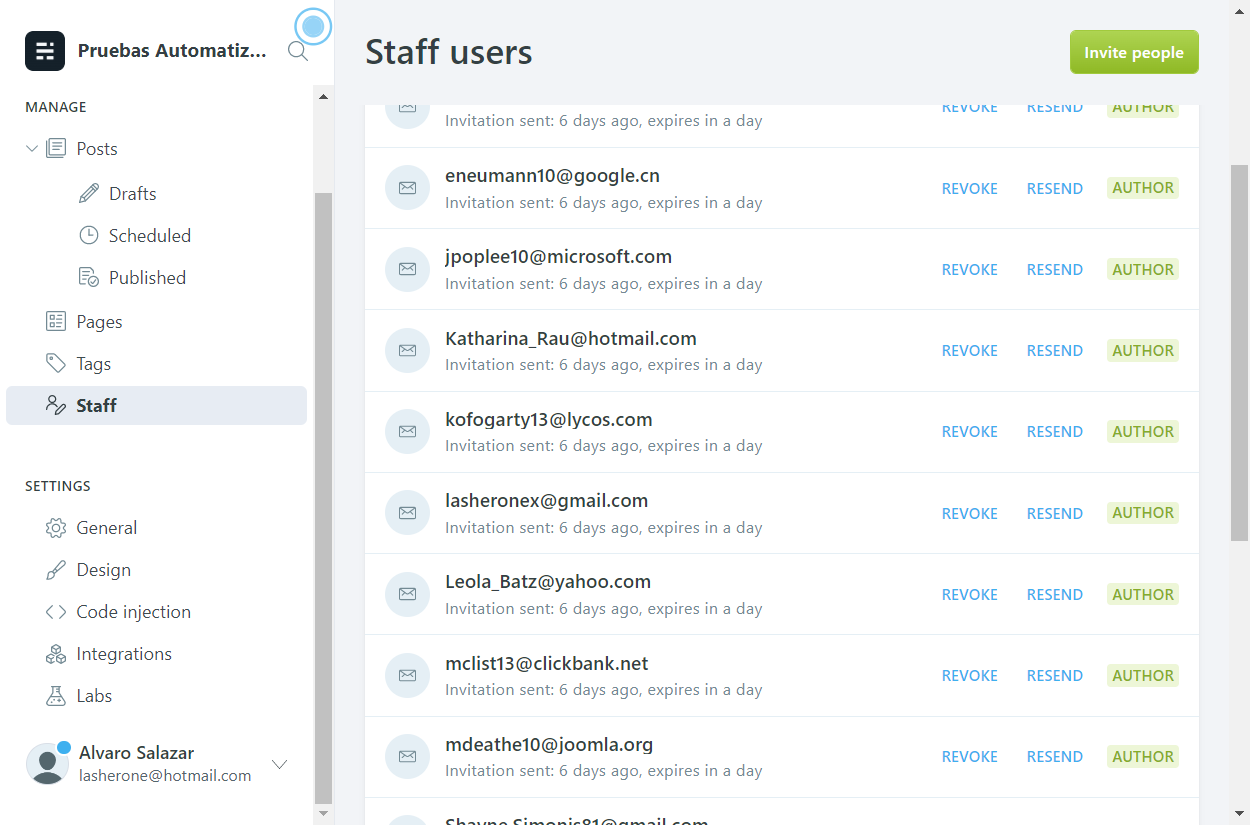 Pruebas Automatiz...
MANAGE
Posts
Drafts
Scheduled
Published
Pages
Tags
Staff
SETTINGS
General
Design
Code injection
Integrations
Labs
Alvaro Salazar
lasherone@hotmail.com
Staff users
Invite people
REVOKE RESEND AUTHOR
Invitation sent: 6 days ago, expires in a day
eneumann10@google.cn
Invitation sent: 6 days ago, expires in a day
REVOKE RESEND AUTHOR
jpoplee10@microsoft.com
Invitation sent: 6 days ago, expires in a day
REVOKE RESEND AUTHOR
Katharina_Rau@hotmail.com
Invitation sent: 6 days ago, expires in a day
REVOKE RESEND AUTHOR
kofogarty13@lycos.com
Invitation sent: 6 days ago, expires in a day
REVOKE RESEND AUTHOR
lasheronex@gmail.com
Invitation sent: 6 days ago, expires in a day
REVOKE RESEND AUTHOR
Leola_Batz@yahoo.com
Invitation sent: 6 days ago, expires in a day
REVOKE RESEND AUTHOR
mclist13@clickbank.net
Invitation sent: 6 days ago, expires in a day
REVOKE RESEND AUTHOR
mdeathe10@joomla.org
Invitation sent: 6 days ago, expires in a day
REVOKE RESEND AUTHOR
Shayne.Simonis81@gmail.com